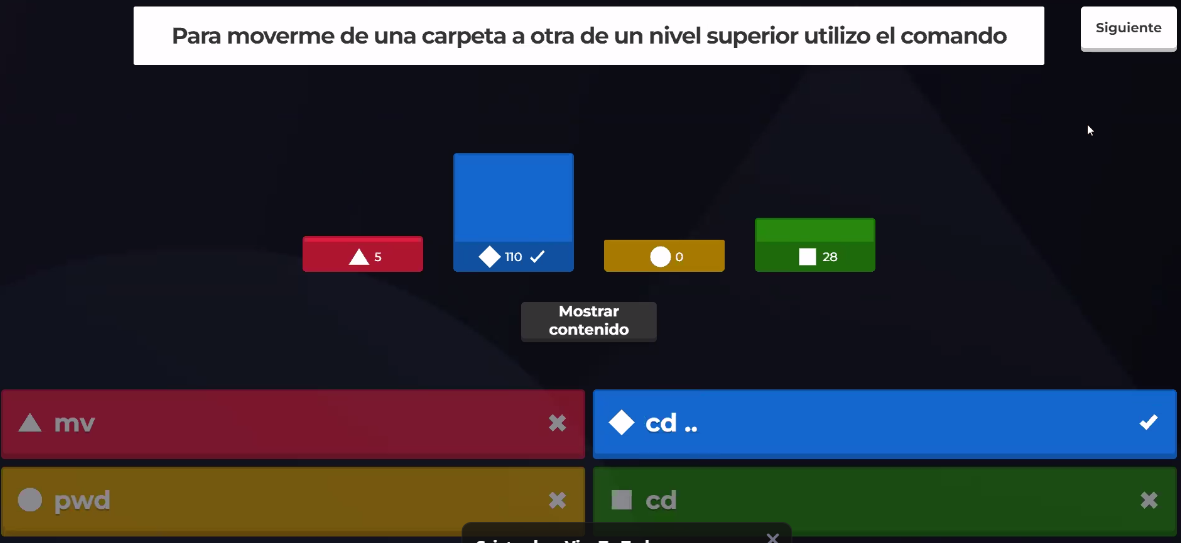 Para moverme de una carpeta a otra de un nivel superior utilizo el comando
Siguiente
5
110
0
28
Mostrar
contenido
mv
cd ..
pwd
cd